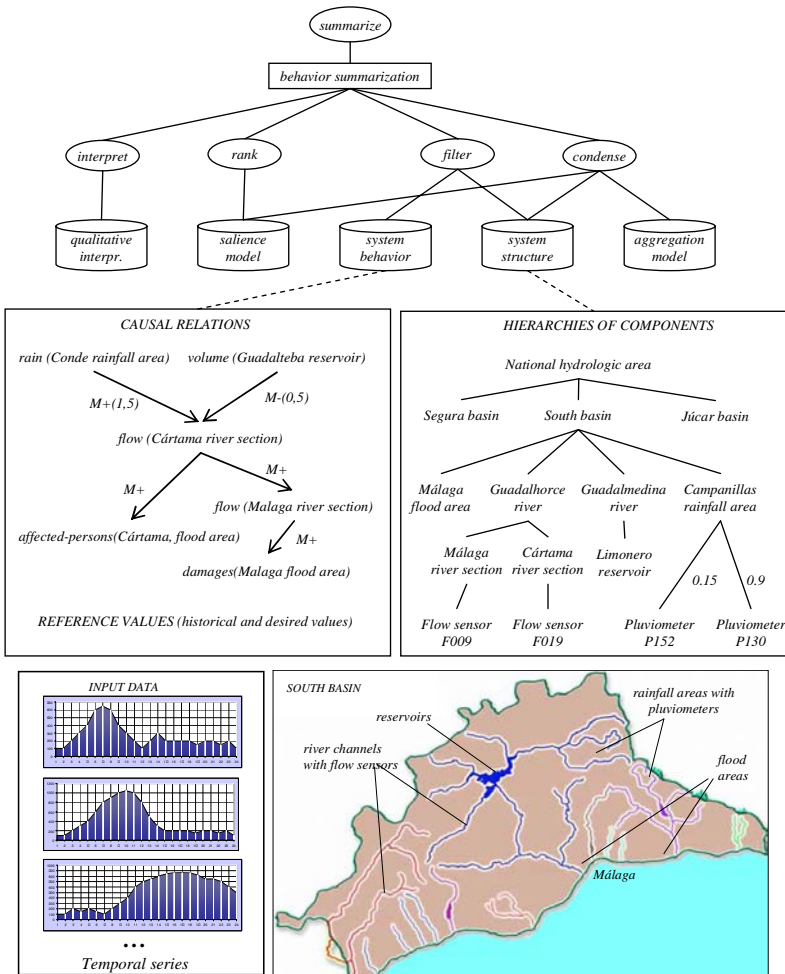 summarize
behavior summarization
interpret
rank
filter
condense
qualitative
interpr.
salience
model
system
behavior
system
structure
aggregation
model
CAUSAL RELATIONS
rain (Conde rainfall area)
volume (Guadalteba reservoir)
M+(1,5)
M-(0,5)
flow (Cártama river section)
M+
M+
flow (Malaga river section)
affected-persons(Cártama, flood area)
M+
damages(Malaga flood area)
REFERENCE VALUES (historical and desired values)
HIERARCHIES OF COMPONENTS
National hydrologic area
Segura basin
South basin
Júcar basin
Málaga
flood area
Guadalhorce
river
Guadalmedina
river
Campanillas
rainfall area
Málaga
river section
Cártama
river section
Limonero
reservoir
0.15
0.9
Flow sensor
F009
Flow sensor
F019
Pluviometer
P152
Pluviometer
P130
INPUT DATA
...
Temporal series
SOUTH BASIN
reservoirs
rainfall areas with
pluviometers
river channels
with flow sensors
flood
areas
Málaga